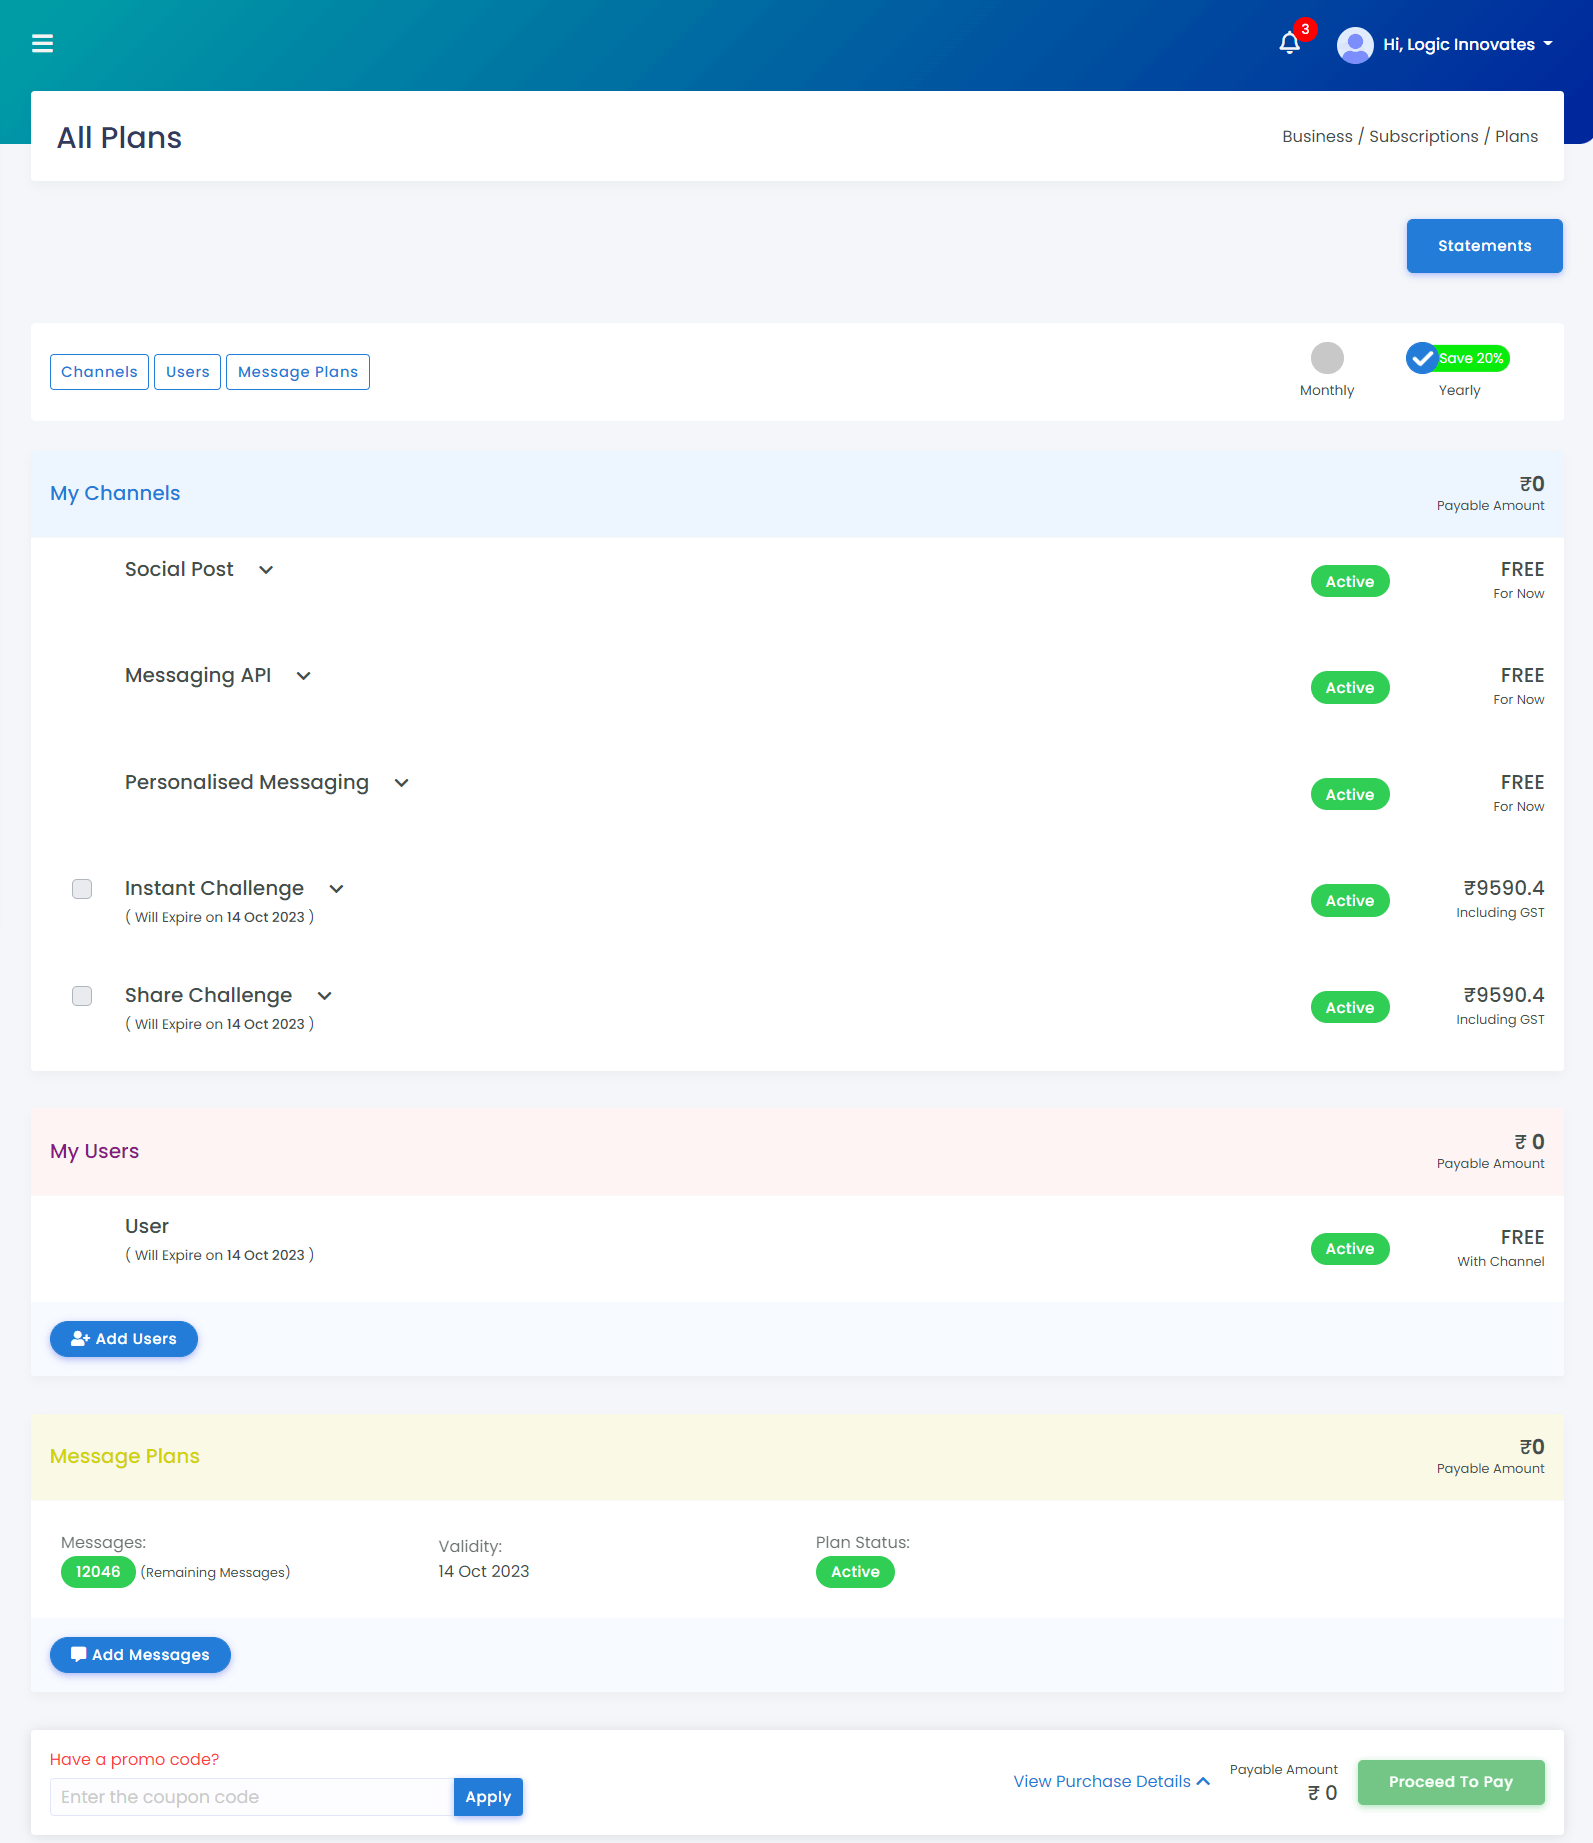 3
Hi, Logic Innovates
All Plans
Business / Subscriptions / Plans
Statements
Channels
Users
Message Plans
Monthly
Save 20%
Yearly
My Channels
₹0
Payable Amount
Social Post
Active
FREE
For Now
Messaging API
Active
FREE
For Now
Personalised Messaging
Active
FREE
For Now
Instant Challenge
( Will Expire on 14 Oct 2023 )
Active
₹9590.4
Including GST
Share Challenge
( Will Expire on 14 Oct 2023 )
Active
₹9590.4
Including GST
My Users
₹ 0
Payable Amount
User
( Will Expire on 14 Oct 2023 )
Active
FREE
With Channel
Add Users
Message Plans
₹0
Payable Amount
Messages:
12046 (Remaining Messages)
Validity:
14 Oct 2023
Plan Status:
Active
Add Messages
Have a promo code?
Enter the coupon code
Apply
View Purchase Details
Payable Amount
₹ 0
Proceed To Pay